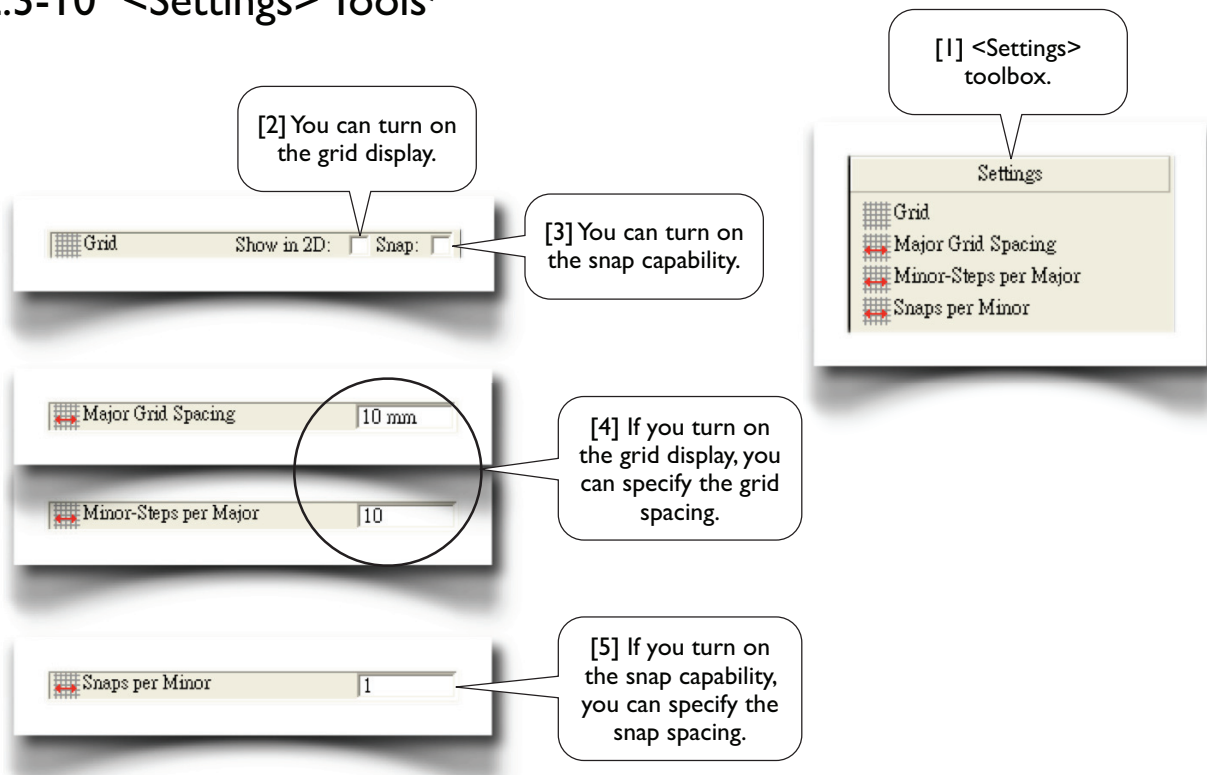 .3-10 <Settings> Tools
[1] <Settings>
toolbox.
[2] You can turn on
the grid display.
Settings
Grid
Major Grid Spacing
Minor-Steps per Major
Snaps per Minor
Grid Show in 2D: Snap:
[3] You can turn on
the snap capability.
Major Grid Spacing 10 mm
Minor-Steps per Major 10
[4] If you turn on
the grid display, you
can specify the grid
spacing.
Snaps per Minor 1
[5] If you turn on
the snap capability,
you can specify the
snap spacing.